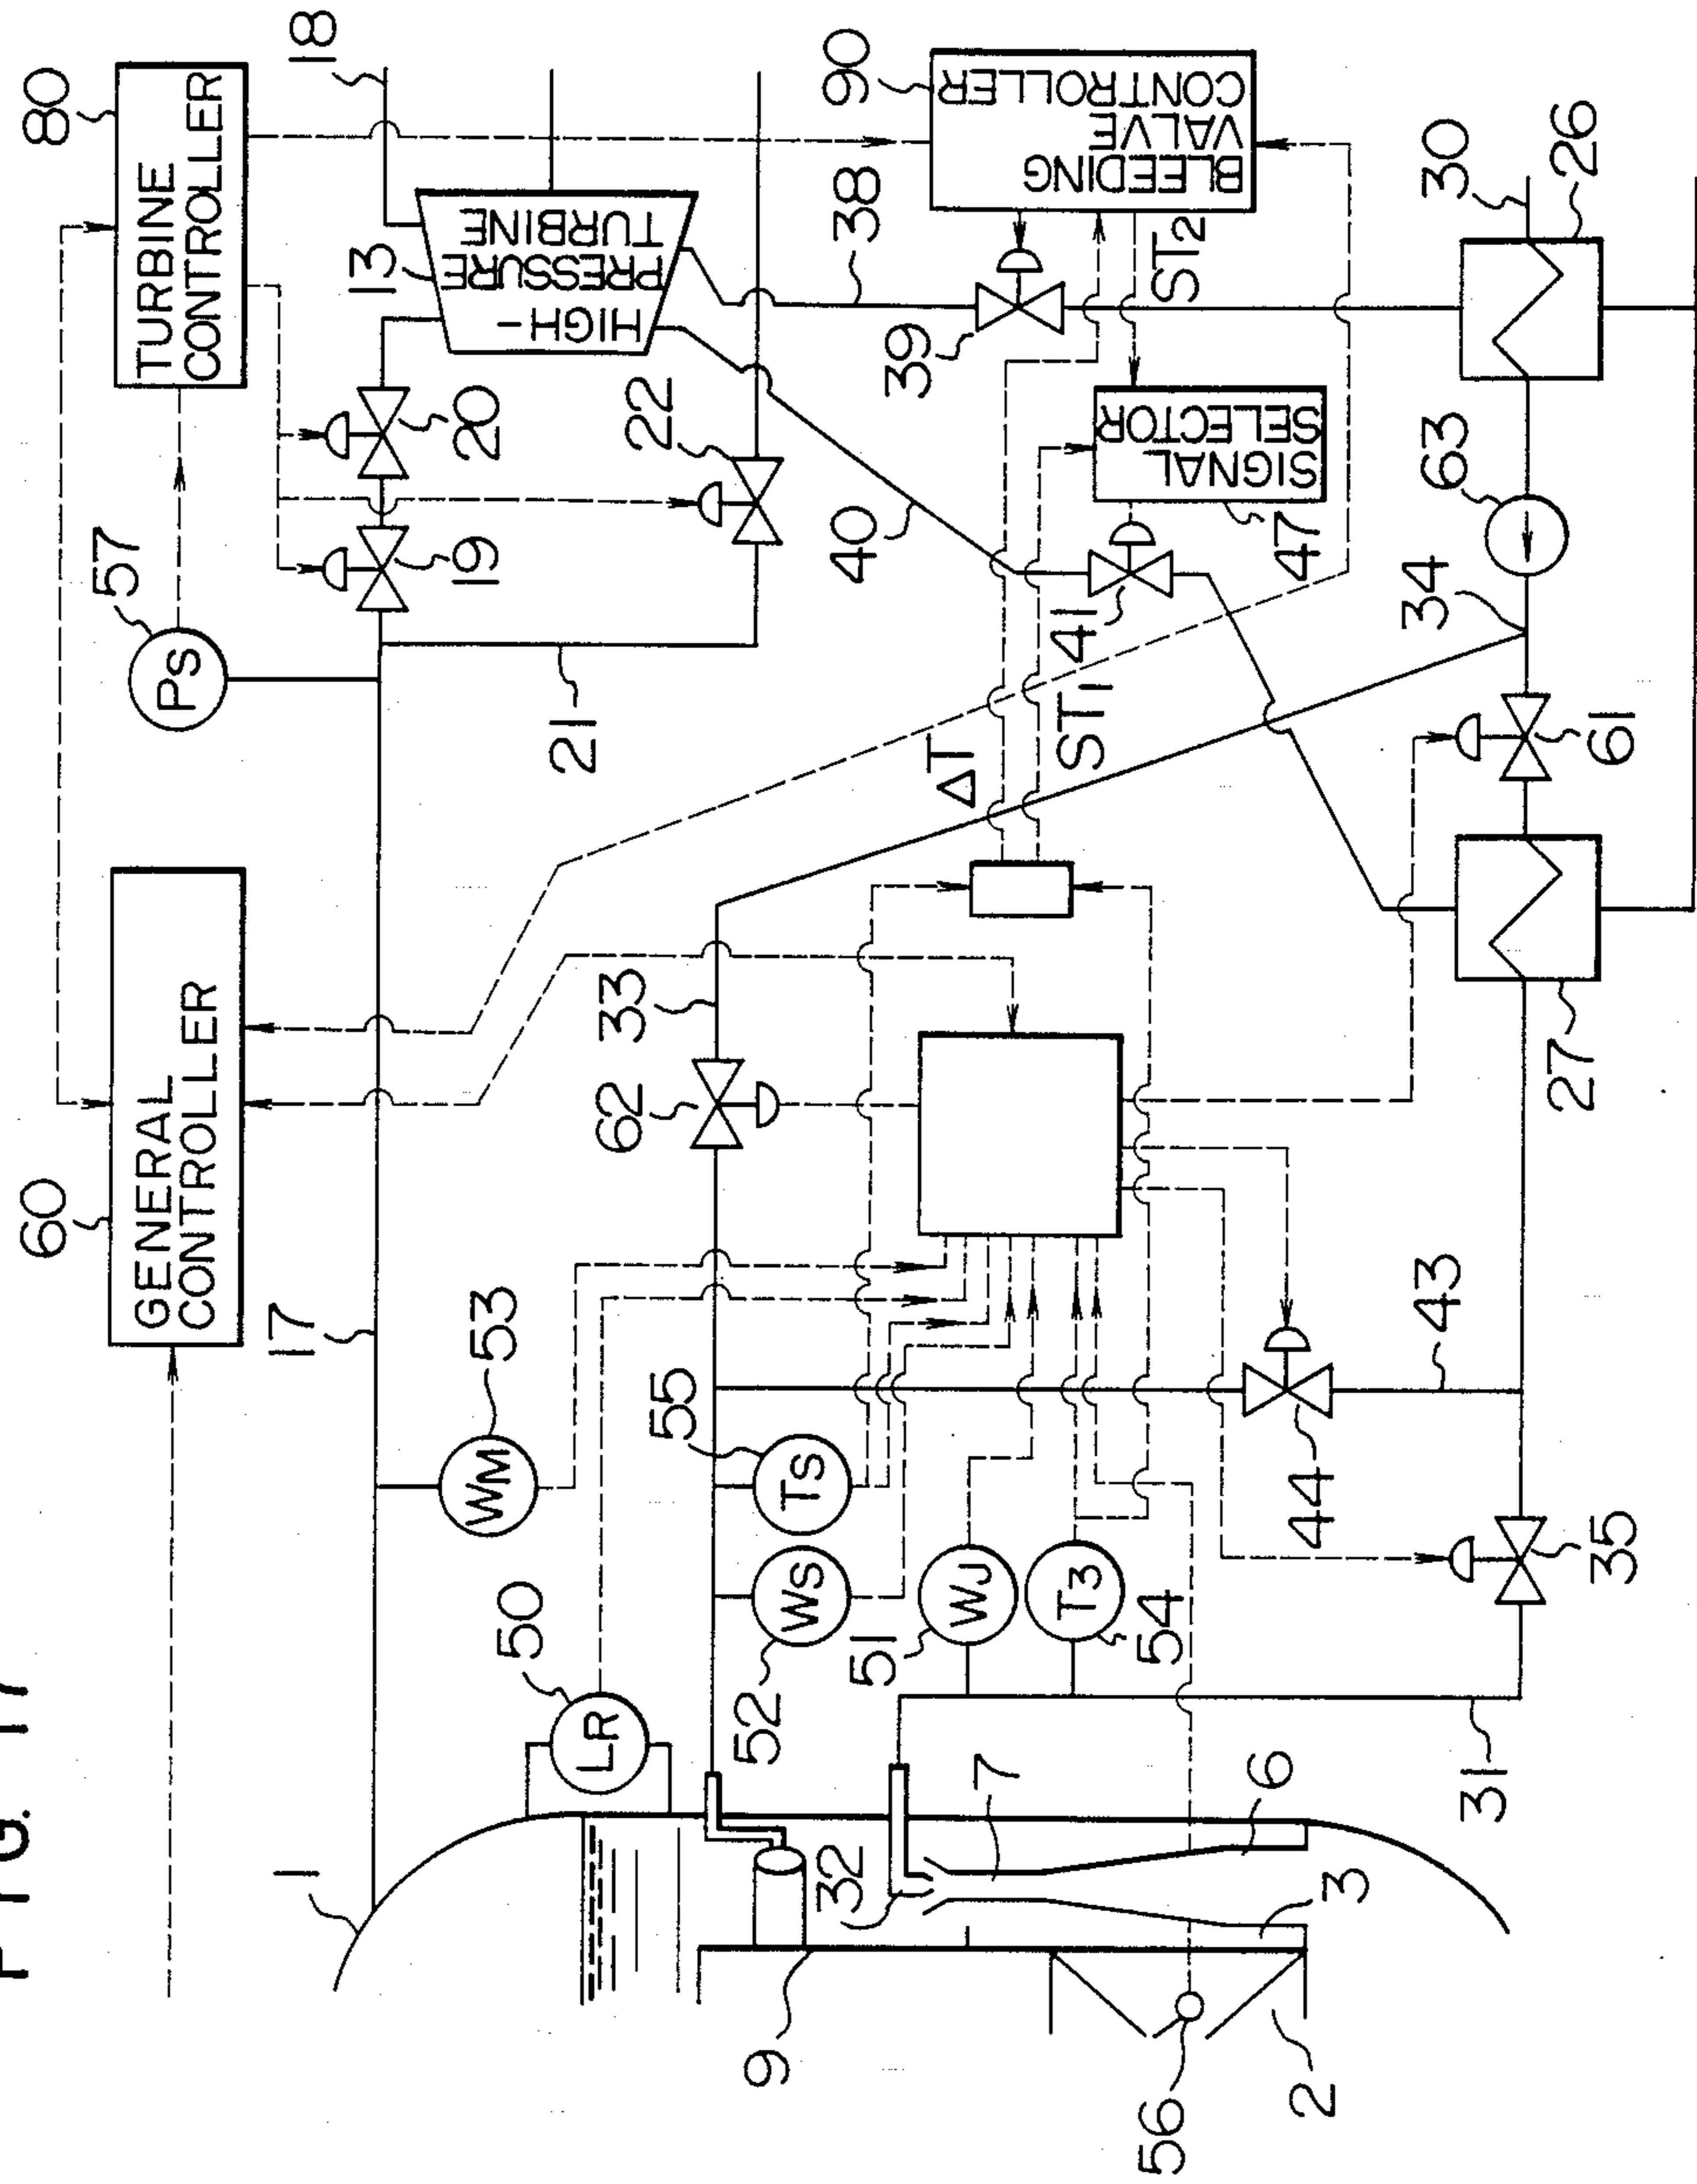 FIG. 17
60
GENERAL
CONTROLLER
80
TURBINE
CONTROLLER
57
PS
18
17
1
53
WM
50
LR
19
20
13
HIGH-
PRESSURE
TURBINE
21
22
90
BLEEDING
VALVE
CONTROLLER
38
39
40
41
SIGNAL
SELECTOR
47
ST2
ST1
ΔT
33
62
55
TS
52
WS
51
WJ
54
T3
32
7
6
3
9
56
2
31
35
44
43
27
61
34
63
26
30